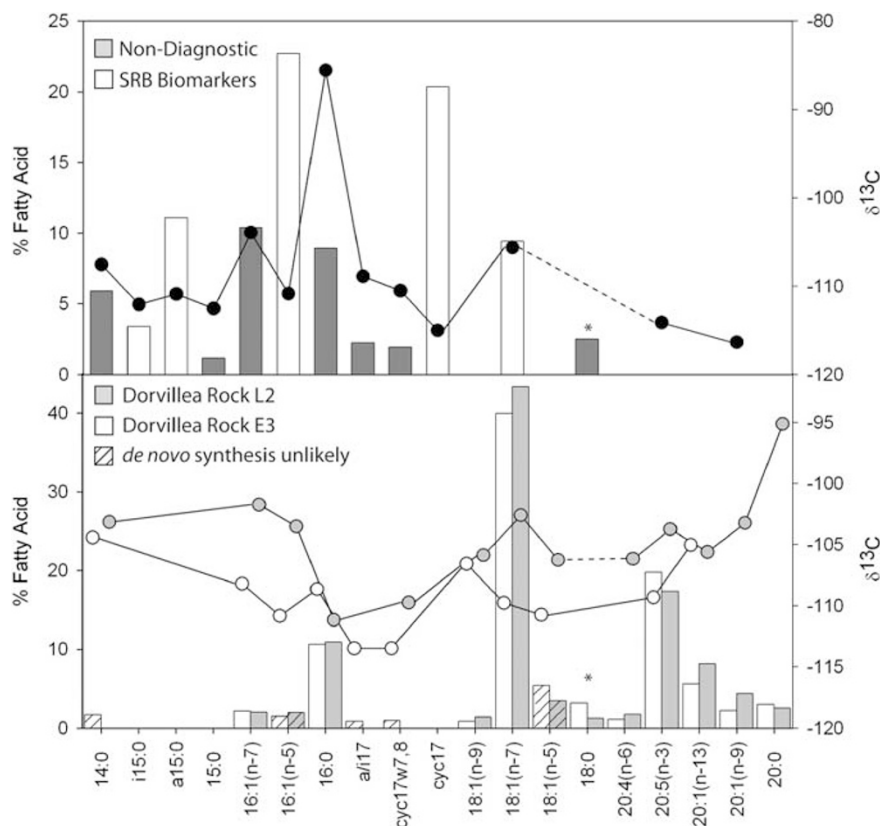 25
20
15
10
5
0
% Fatty Acid
Non-Diagnostic
SRB Biomarkers
*
-80
-90
-100
-110
-120
δ13C
40
30
20
10
0
% Fatty Acid
Dorvillea Rock L2
Dorvillea Rock E3
de novo synthesis unlikely
*
-95
-100
-105
-110
-115
-120
δ13C
14:0
i15:0
a15:0
15:0
16:1(n-7)
16:1(n-5)
16:0
a/i17
cyc17w7,8
cyc17
18:1(n-9)
18:1(n-7)
18:1(n-5)
18:0
20:4(n-6)
20:5(n-3)
20:1(n-13)
20:1(n-9)
20:0